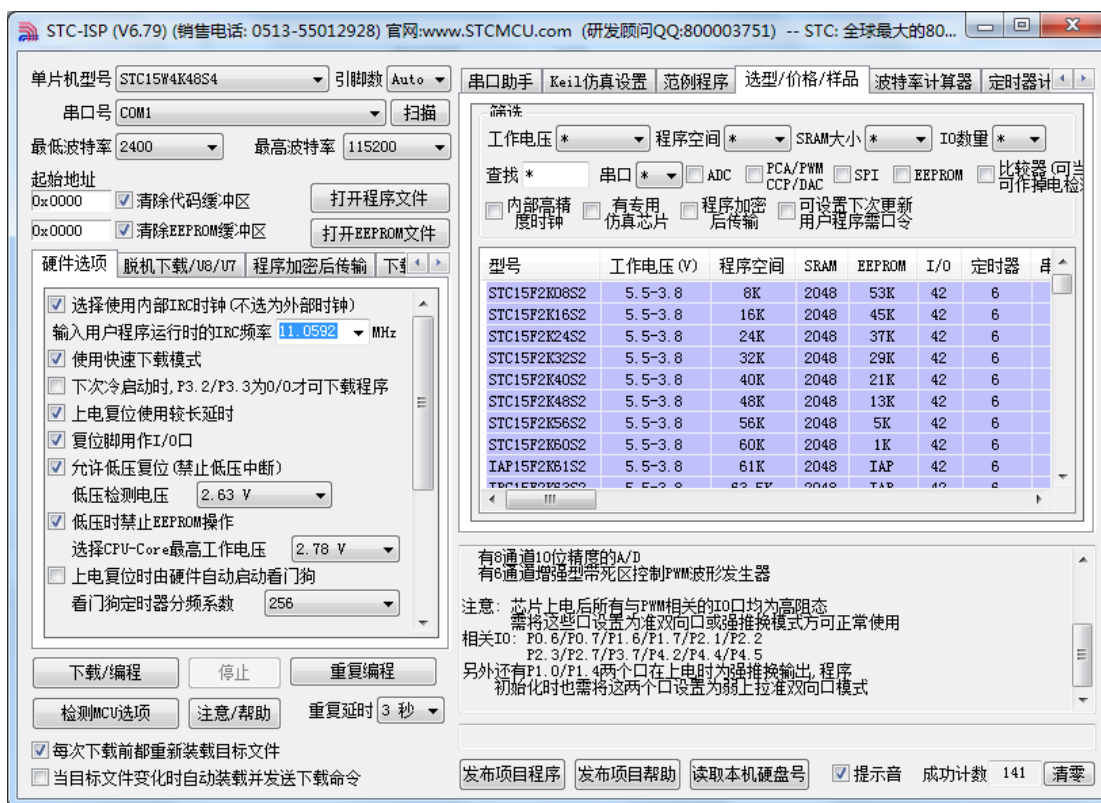 STC-ISP (V6.79) (销售电话: 0513-55012928) 官网:www.STCMCU.com (研发顾问QQ:800003751) -- STC: 全球最大的80...
单片机型号 STC15W4K48S4 引脚数 Auto
串口号 COM1 扫描
最低波特率 2400 最高波特率 115200
起始地址
0x0000 清除代码缓冲区 打开程序文件
0x0000 清除EEPROM缓冲区 打开EEPROM文件
硬件选项 脱机下载/U8/U7 程序加密后传输
选择使用内部IRC时钟(不选为外部时钟)
输入用户程序运行时的IRC频率 11.0592 MHz
使用快速下载模式
下次冷启动时,P3.2/P3.3为0/0才可下载程序
上电复位使用较长延时
复位脚用作I/O口
允许低压复位(禁止低压中断)
低压检测电压 2.63 V
低压时禁止EEPROM操作
选择CPU-Core最高工作电压 2.78 V
上电复位时由硬件自动启动看门狗
看门狗定时器分频系数 256
下载/编程 停止 重复编程
检测MCU选项 注意/帮助 重复延时 3 秒
每次下载前都重新装载目标文件
当目标文件变化时自动装载并发送下载命令
串口助手 Keil仿真设置 范例程序 选型/价格/样品 波特率计算器 定时器计
筛选
工作电压 * 程序空间 * SRAM大小 * IO数量 *
查找 * 串口 * ADC PCA/PWM CCP/DAC SPI EEPROM 比较器(可当可作掉电检
内部高精度时钟 有专用仿真芯片 程序加密后传输 可设置下次更新用户程序需口令
型号 工作电压(V) 程序空间 SRAM EEPROM I/O 定时器
STC15F2K08S2 5.5-3.8 8K 2048 53K 42 6
STC15F2K16S2 5.5-3.8 16K 2048 45K 42 6
STC15F2K24S2 5.5-3.8 24K 2048 37K 42 6
STC15F2K32S2 5.5-3.8 32K 2048 29K 42 6
STC15F2K40S2 5.5-3.8 40K 2048 21K 42 6
STC15F2K48S2 5.5-3.8 48K 2048 13K 42 6
STC15F2K56S2 5.5-3.8 56K 2048 5K 42 6
STC15F2K60S2 5.5-3.8 60K 2048 1K 42 6
IAP15F2K61S2 5.5-3.8 61K 2048 IAP 42 6
有8通道10位精度的A/D
有6通道增强型带死区控制PWM波形发生器
注意: 芯片上电后所有与PWM相关的IO口均为高阻态
需将这些口设置为准双向口或强推挽模式方可正常使用
相关IO: P0.6/P0.7/P1.6/P1.7/P2.1/P2.2
P2.3/P2.7/P3.7/P4.2/P4.4/P4.5
另外还有P1.0/P1.4两个口在上电时为强推挽输出,程序
初始化时也需将这两个口设置为弱上拉准双向口模式
发布项目程序 发布项目帮助 读取本机硬盘号 提示音 成功计数 141 清零